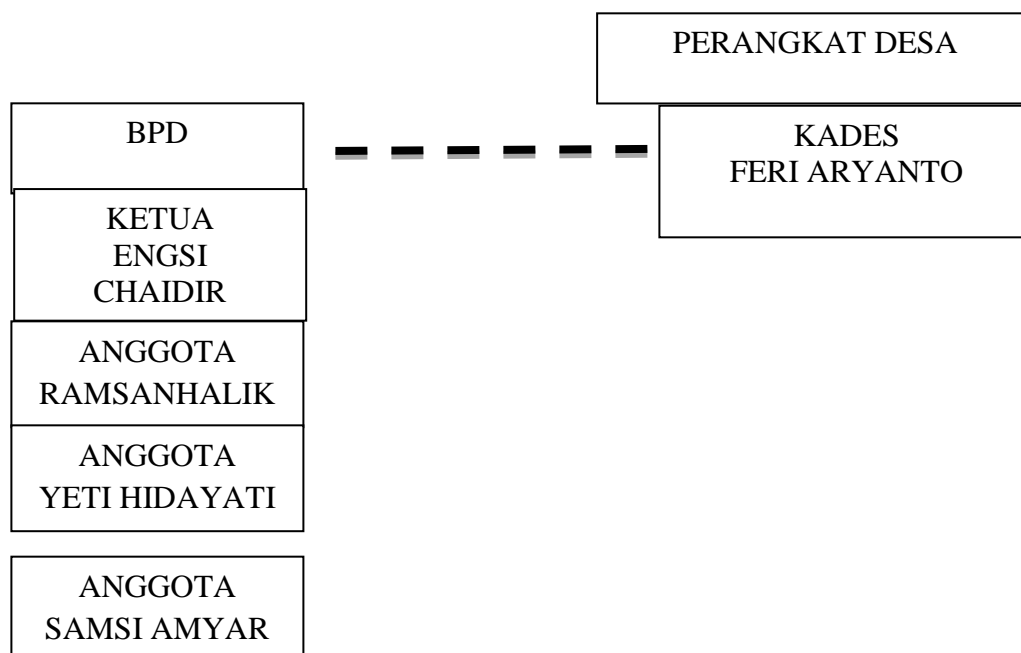 PERANGKAT DESA
BPD
KADES
FERI ARYANTO
KETUA
ENGSI
CHAIDIR
ANGGOTA
RAMSANHALIK
ANGGOTA
YETI HIDAYATI
ANGGOTA
SAMSI AMYAR